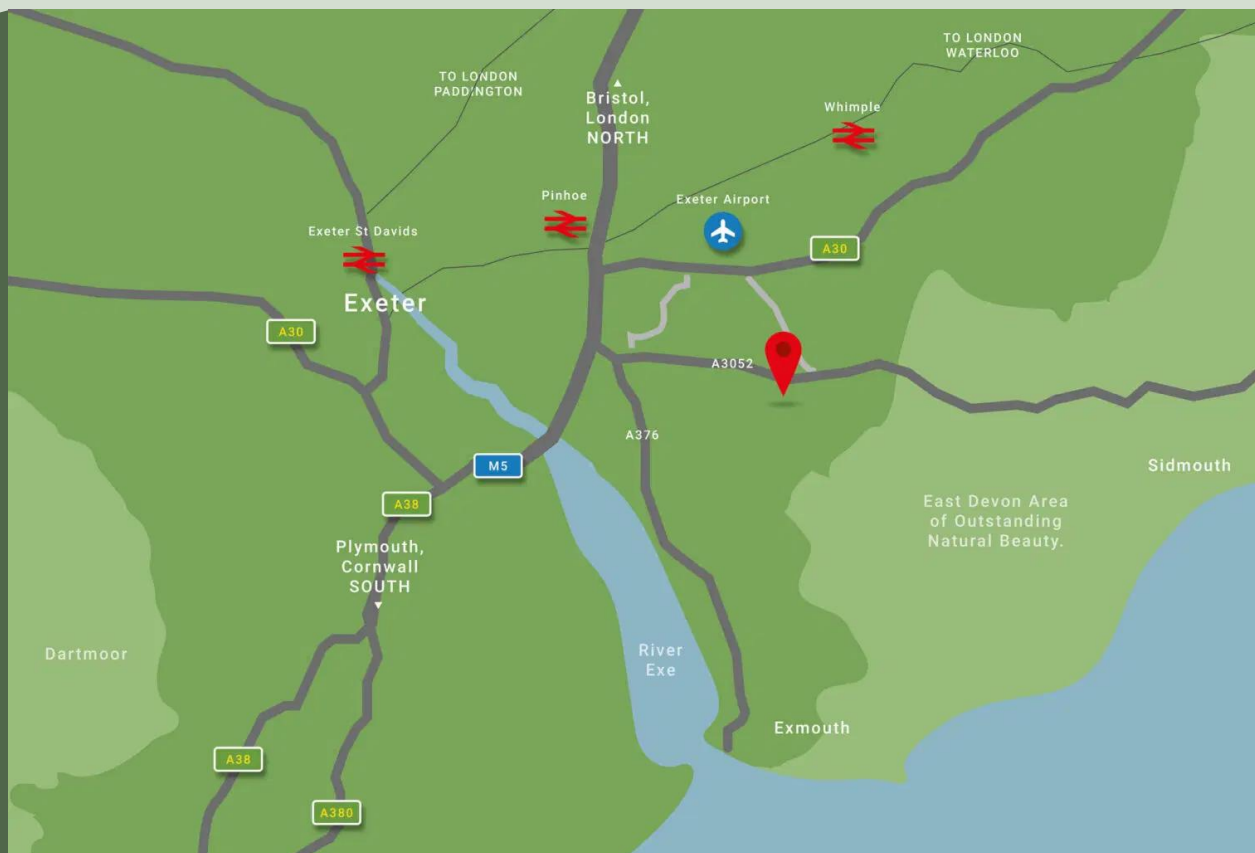 TO LONDON
WATERLOO
TO LONDON
PADDINGTON
Bristol,
London
NORTH
Whimple
Pinhoe
Exeter Airport
Exeter St Davids
A30
Exeter
A30
A3052
A376
M5
Sidmouth
A38
East Devon Area
of Outstanding
Natural Beauty.
Plymouth,
Cornwall
SOUTH
Dartmoor
River
Exe
Exmouth
A38
A380